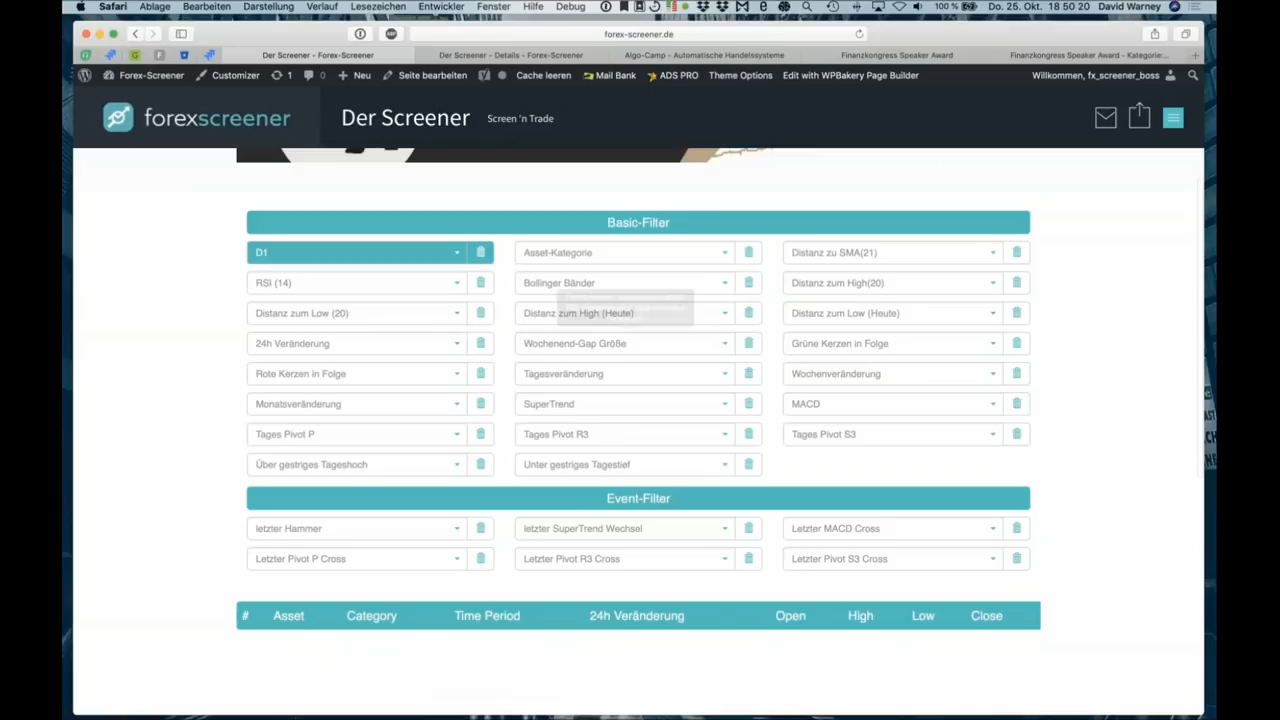 Safari Ablage Bearbeiten Darstellung Verlauf Lesezeichen Entwickler Fenster Hilfe Debug 100 % Do. 25. Okt. 18 50 20 David Warney
forex-screener.de
Der Screener - Forex-Screener Der Screener - Details - Forex-Screener Algo-Camp - Automatische Handelssysteme Finanzkongress Speaker Award Finanzkongress Speaker Award - Kategorie:...
Forex-Screener Customizer 1 0 Neu Seite bearbeiten Cache leeren Mail Bank ADS PRO Theme Options Edit with WPBakery Page Builder Willkommen, fx_screener_boss
forexscreener Der Screener Screen 'n Trade
Basic-Filter
D1 Asset-Kategorie Distanz zu SMA(21)
RSI (14) Bollinger Bänder Distanz zum High(20)
Distanz zum Low (20) Distanz zum High (Heute) Distanz zum Low (Heute)
24h Veränderung Wochenend-Gap Größe Grüne Kerzen in Folge
Rote Kerzen in Folge Tagesveränderung Wochenveränderung
Monatsveränderung SuperTrend MACD
Tages Pivot P Tages Pivot R3 Tages Pivot S3
Über gestriges Tageshoch Unter gestriges Tagestief
Event-Filter
letzter Hammer letzter SuperTrend Wechsel Letzter MACD Cross
Letzter Pivot P Cross Letzter Pivot R3 Cross Letzter Pivot S3 Cross
# Asset Category Time Period 24h Veränderung Open High Low Close